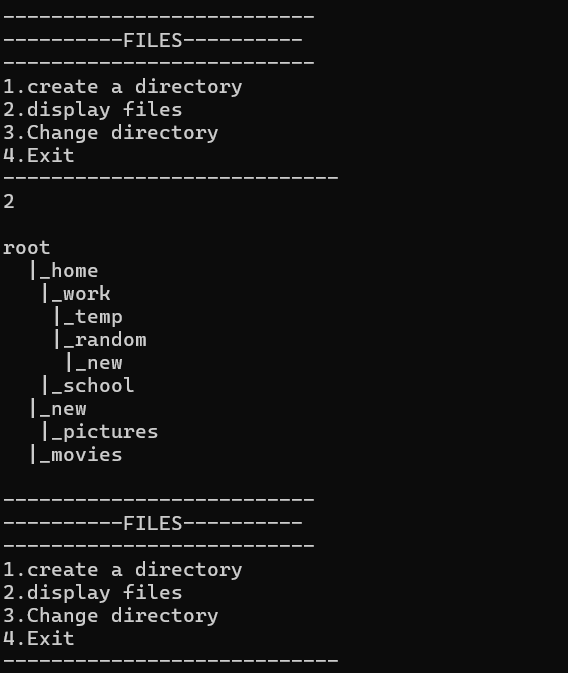 --------------------------
----------FILES----------
--------------------------
1.create a directory
2.display files
3.Change directory
4.Exit
----------------------------
2

root
  |_home
   |_work
    |_temp
    |_random
     |_new
   |_school
  |_new
   |_pictures
  |_movies

--------------------------
----------FILES----------
--------------------------
1.create a directory
2.display files
3.Change directory
4.Exit
----------------------------